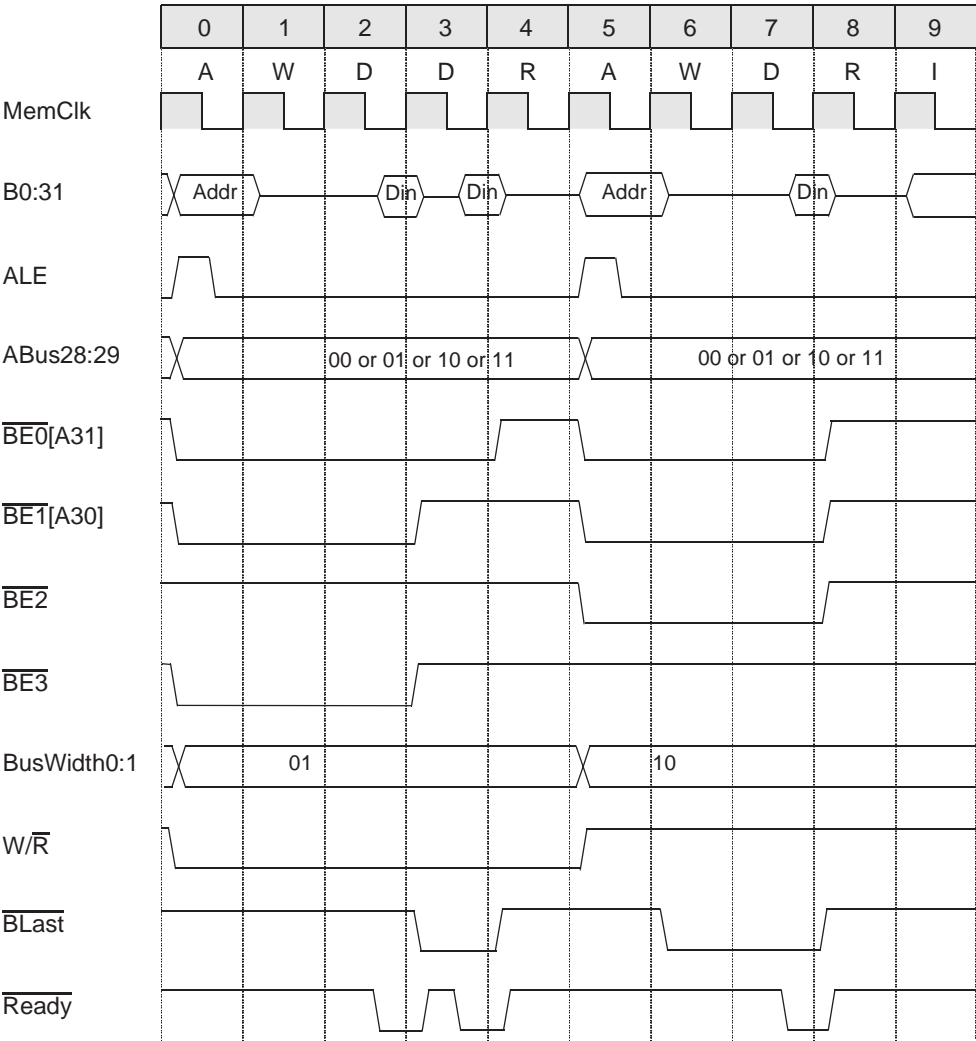 0 1 2 3 4 5 6 7 8 9
A W D D R A W D R I
MemClk
B0:31 Addr Din Din Addr Din
ALE
ABus28:29 00 or 01 or 10 or 11 00 or 01 or 10 or 11
BE0[A31]
BE1[A30]
BE2
BE3
BusWidth0:1 01 10
W/R
BLast
Ready